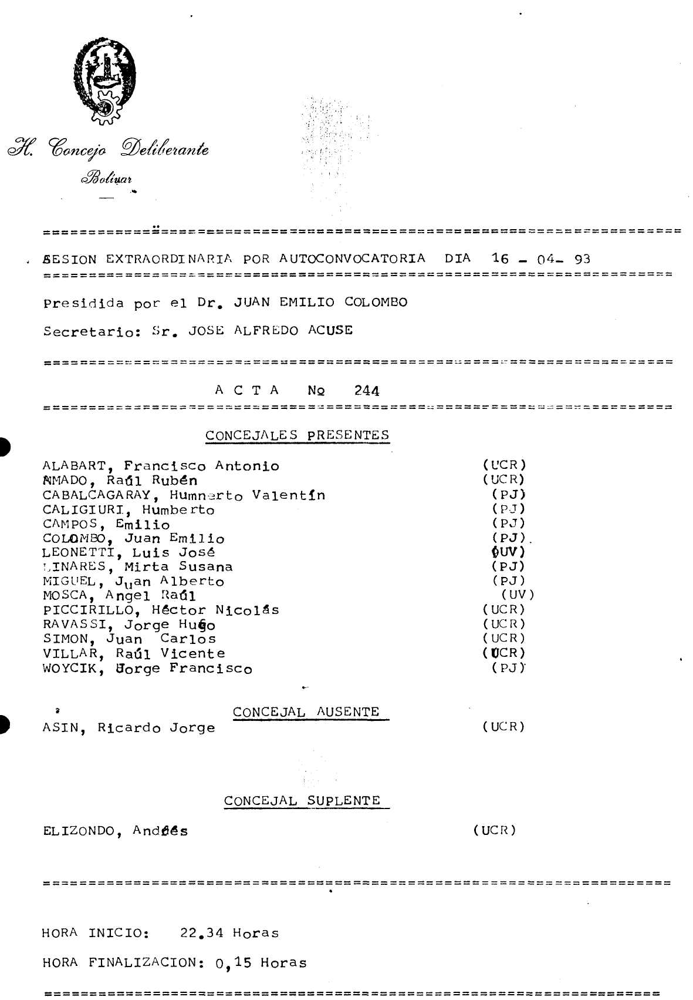 H. Concejo Deliberante
Bolívar
======================================================================
SESION EXTRAORDINARIA POR AUTOCONVOCATORIA DIA 16 - 04- 93
=====================================================================
Presidida por el Dr. JUAN EMILIO COLOMBO
Secretario: Sr. JOSE ALFREDO ACUSE
=====================================================================
A C T A Nº 244
=====================================================================
CONCEJALES PRESENTES
ALABART, Francisco Antonio (UCR)
AMADO, Raúl Rubén (UCR)
CABALCAGARAY, Humnerto Valentín (PJ)
CALIGIURI, Humberto (PJ)
CAMPOS, Emilio (PJ)
COLOMBO, Juan Emilio (PJ).
LEONETTI, Luis José (UV)
LINARES, Mirta Susana (PJ)
MIGUEL, Juan Alberto (PJ)
MOSCA, Angel Raúl (UV)
PICCIRILLO, Héctor Nicolás (UCR)
RAVASSI, Jorge Hugo (UCR)
SIMON, Juan Carlos (UCR)
VILLAR, Raúl Vicente (UCR)
WOYCIK, Jorge Francisco (PJ)
CONCEJAL AUSENTE
ASIN, Ricardo Jorge (UCR)
CONCEJAL SUPLENTE
ELIZONDO, Andrés (UCR)
=====================================================================
HORA INICIO: 22.34 Horas
HORA FINALIZACION: 0,15 Horas
====================================================================